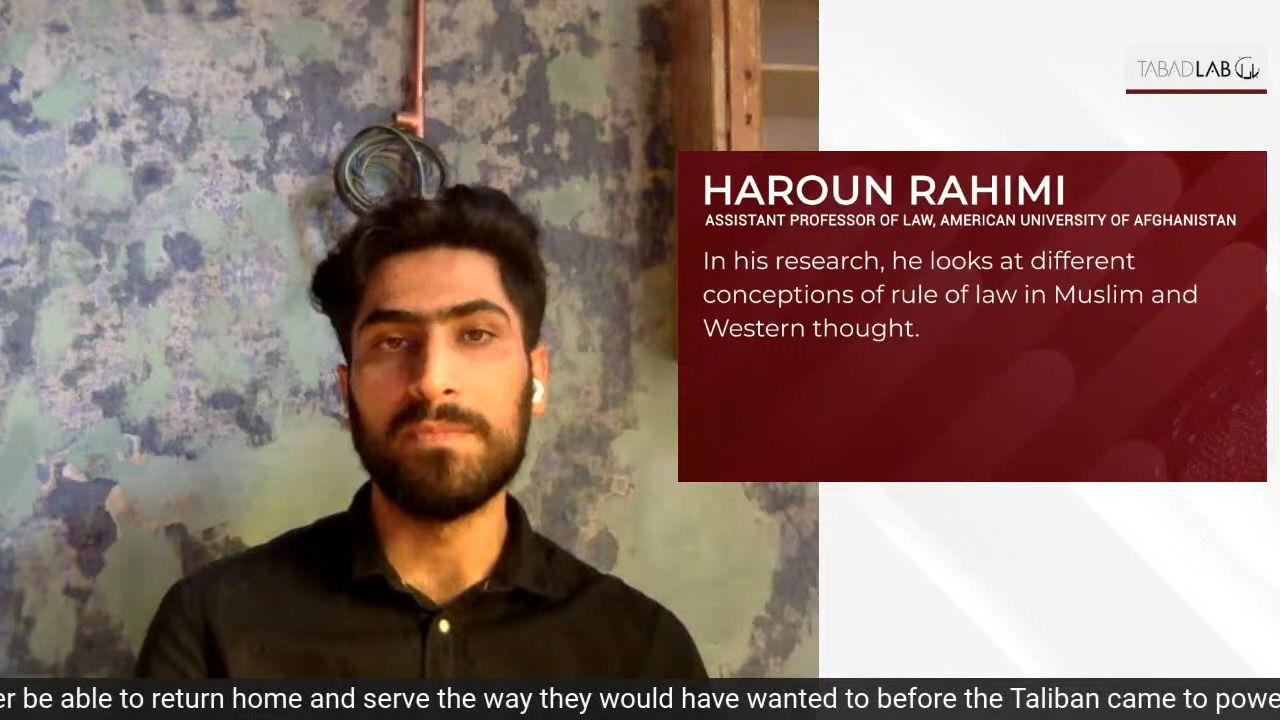 TABADLAB
HAROUN RAHIMI
ASSISTANT PROFESSOR OF LAW, AMERICAN UNIVERSITY OF AFGHANISTAN
In his research, he looks at different
conceptions of rule of law in Muslim and
Western thought.
er be able to return home and serve the way they would have wanted to before the Taliban came to powe